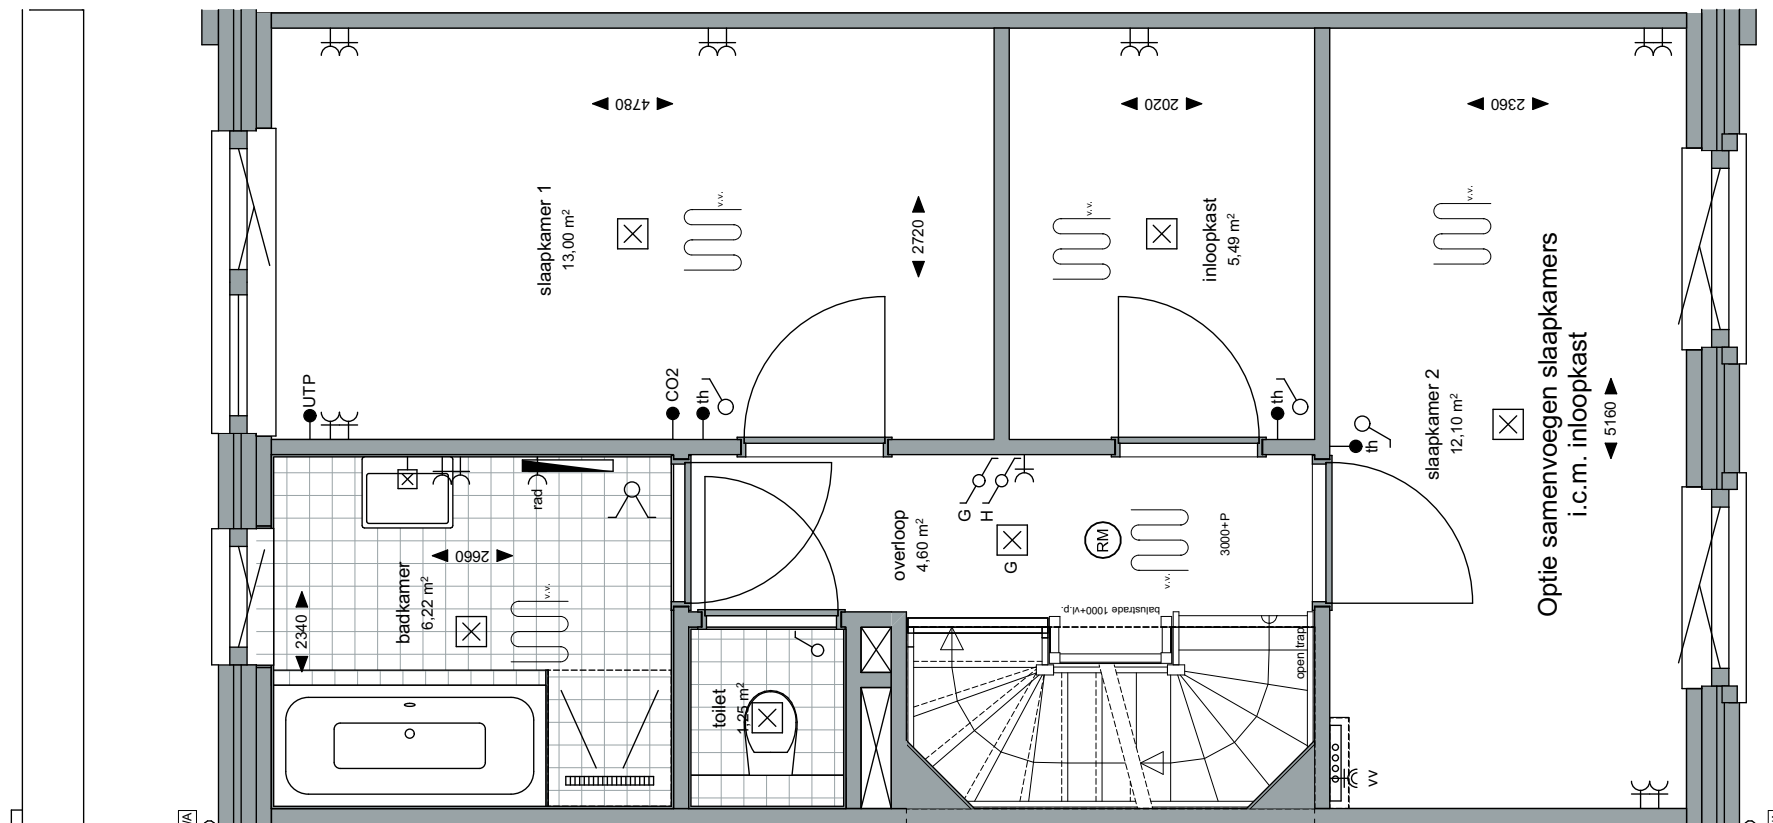 4780
2020
2360
slaapkamer 1
13,00 m²
v.v.
2720
v.v.
inloopkast
5,49 m²
v.v.
Optie samenvoegen slaapkamers
i.c.m. inloopkast
slaapkamer 2
12,10 m²
5160
UTP
CO2
th
th
th
rad
2660
badkamer
6,22 m²
2340
v.v.
overloop
4,60 m²
G
H
G
RM
v.v.
3000+P
balustrade 1000+vl.p.
open trap
toilet
1,25 m²
VV